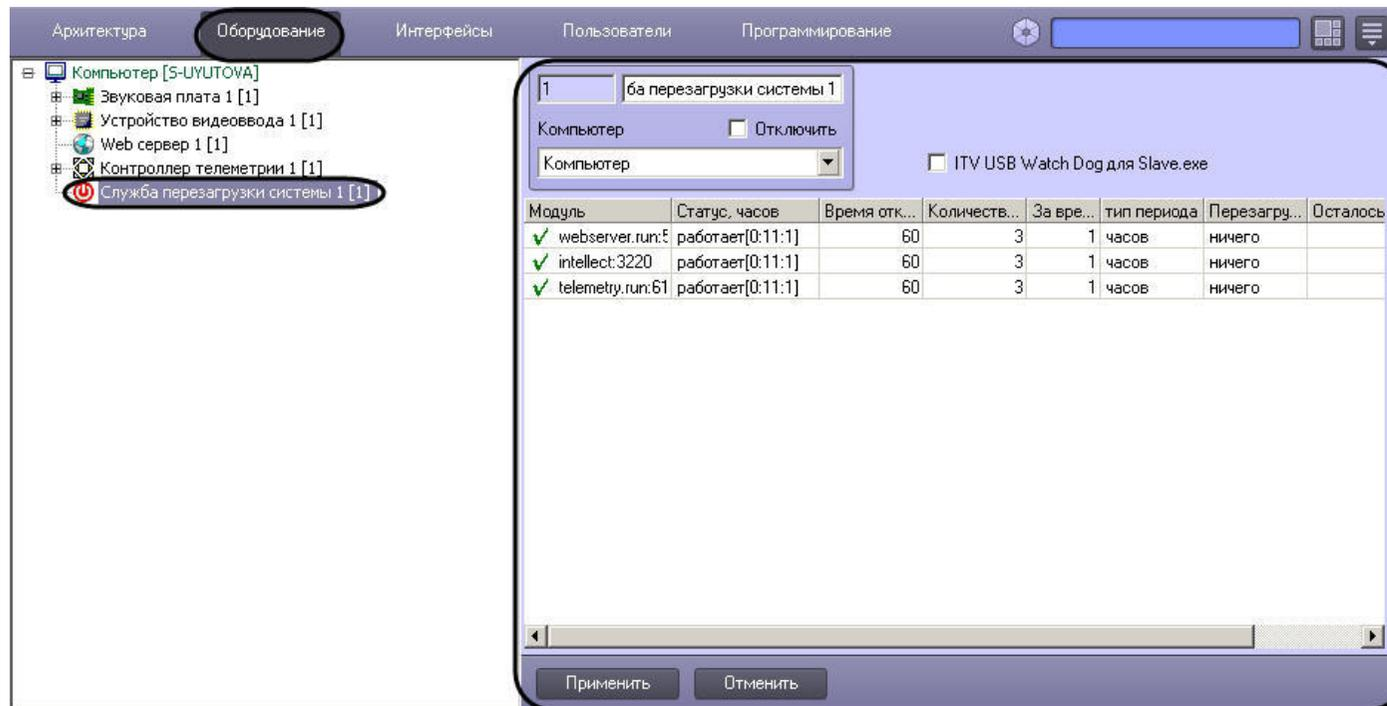 Архитектура Оборудование Интерфейсы Пользователи Программирование
Компьютер [S-UYUTOVA]
Звуковая плата 1 [1]
Устройство видеоввода 1 [1]
Web сервер 1 [1]
Контроллер телеметрии 1 [1]
Служба перезагрузки системы 1 [1]
1 ба перезагрузки системы 1
Компьютер Отключить
Компьютер ITV USB Watch Dog для Slave.exe
Модуль Статус, часов Время отк... Количеств... За вре... тип периода Перезагру... Осталось
webserver.run:5 работает[0:11:1] 60 3 1 часов ничего
intellect:3220 работает[0:11:1] 60 3 1 часов ничего
telemetry.run:61 работает[0:11:1] 60 3 1 часов ничего
Применить Отменить